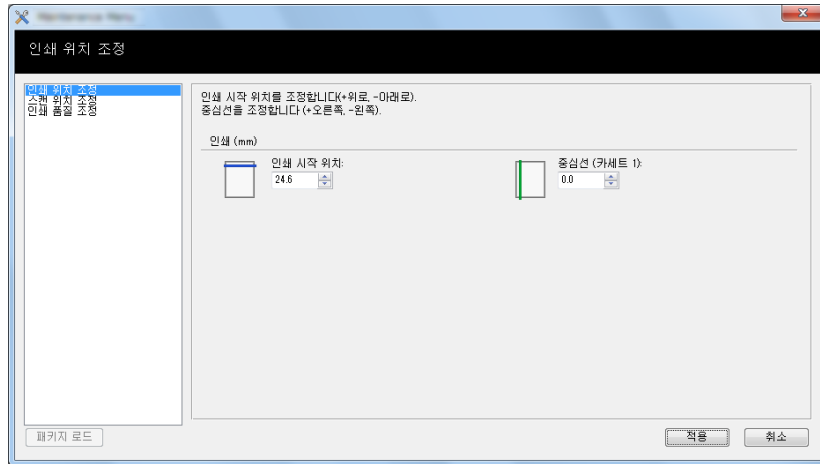 Maintenance Menu
인쇄 위치 조정
인쇄 위치 조정
스캔 위치 조정
인쇄 품질 조정
인쇄 시작 위치를 조정합니다(+위로, -아래로).
중심선을 조정합니다 (+오른쪽, -왼쪽).
인쇄 (mm)
인쇄 시작 위치:
24.6
중심선 (카세트 1):
0.0
패키지 로드
적용
취소